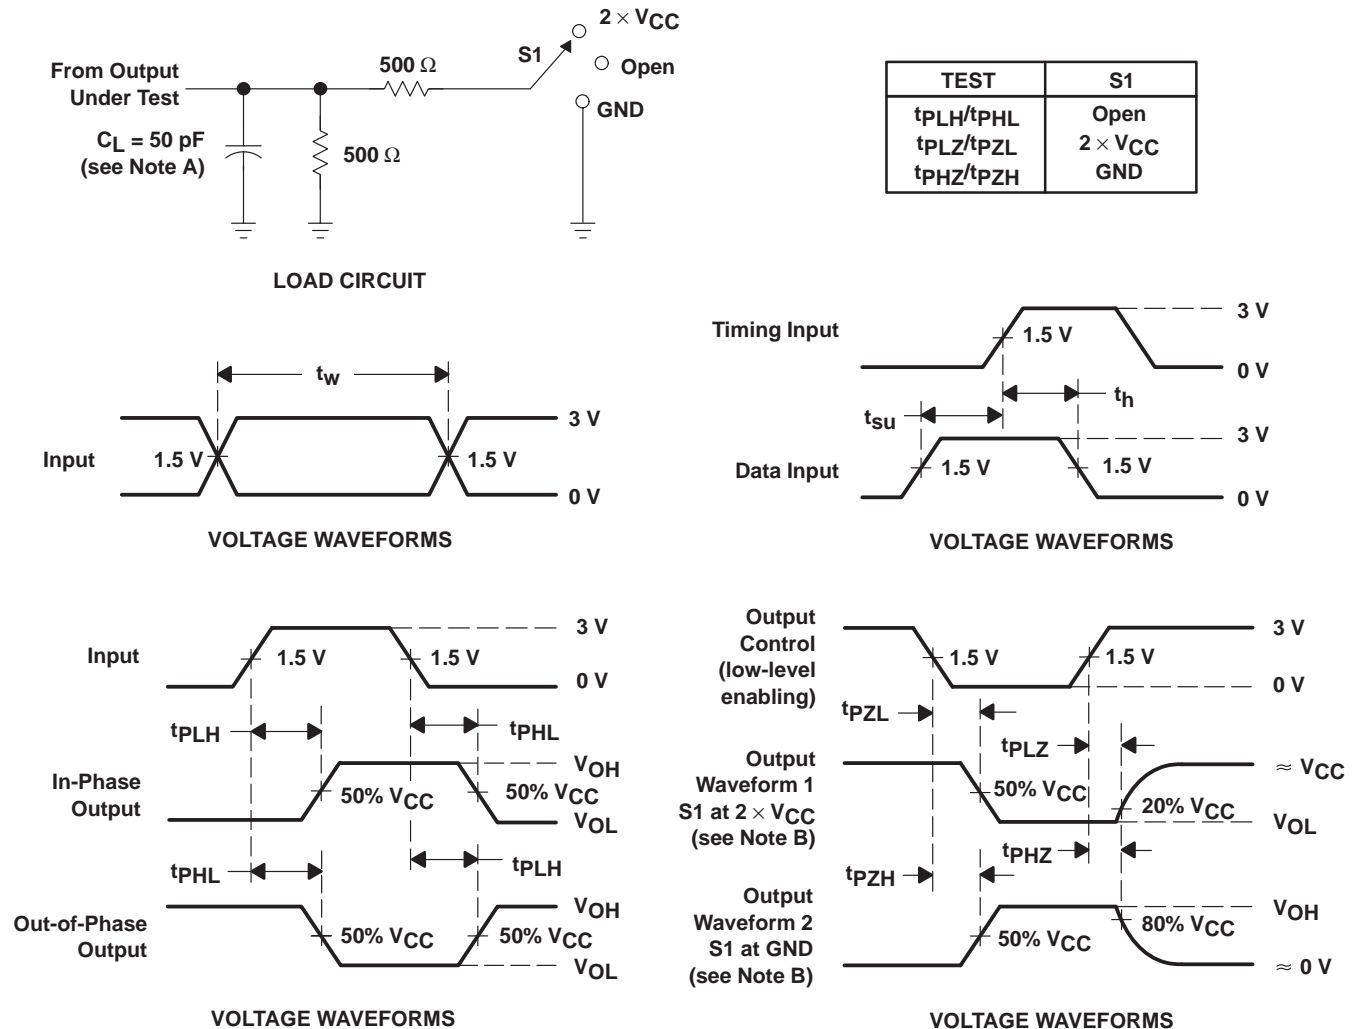 2 × VCC
S1
Open
GND
From Output
Under Test
500 Ω
CL = 50 pF
(see Note A)
500 Ω
LOAD CIRCUIT
TEST S1
tPLH/tPHL Open
tPLZ/tPZL 2 × VCC
tPHZ/tPZH GND
tw
3 V
Input
1.5 V
1.5 V
0 V
VOLTAGE WAVEFORMS
Timing Input
1.5 V
3 V
0 V
th
tsu
3 V
Data Input
1.5 V
1.5 V
0 V
VOLTAGE WAVEFORMS
Input
1.5 V
1.5 V
3 V
0 V
tPLH
tPHL
In-Phase
Output
50% VCC
50% VCC
VOH
VOL
tPHL
tPLH
Out-of-Phase
Output
50% VCC
50% VCC
VOH
VOL
VOLTAGE WAVEFORMS
Output
Control
(low-level
enabling)
1.5 V
1.5 V
3 V
0 V
tPZL
tPLZ
Output
Waveform 1
S1 at 2 × VCC
(see Note B)
50% VCC
20% VCC
≈ VCC
VOL
tPHZ
tPZH
Output
Waveform 2
S1 at GND
(see Note B)
50% VCC
80% VCC
VOH
≈ 0 V
VOLTAGE WAVEFORMS